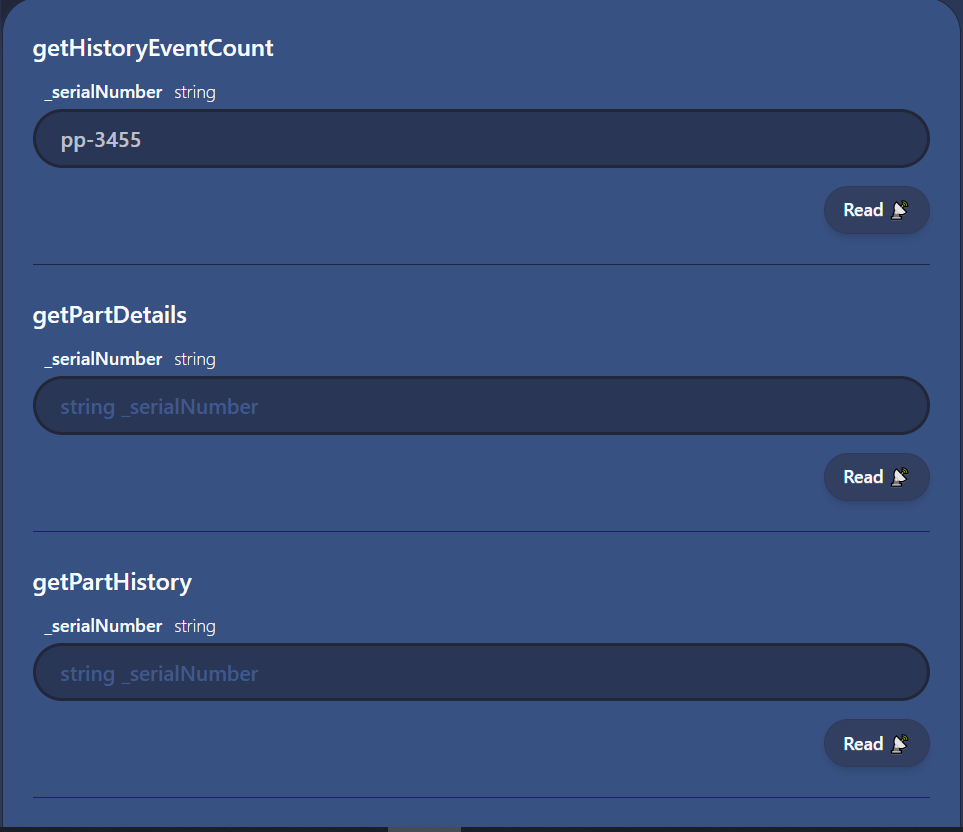 getHistoryEventCount
_serialNumber string
pp-3455
Read
getPartDetails
_serialNumber string
string _serialNumber
Read
getPartHistory
_serialNumber string
string _serialNumber
Read